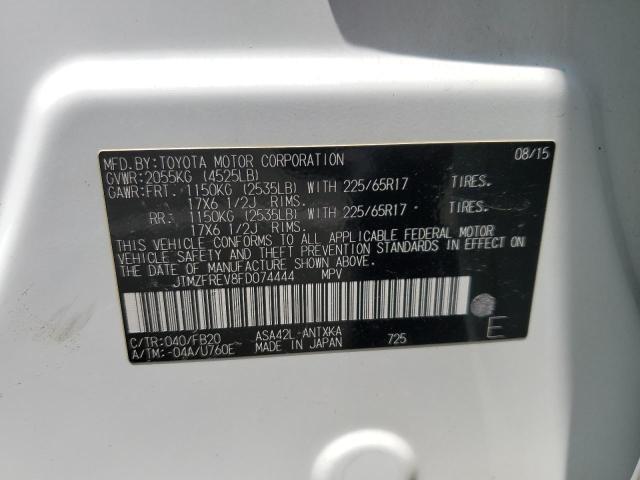 MFD.BY:TOYOTA MOTOR CORPORATION 08/15
GVWR:2055KG (4525LB)
GAWR:FRT. 1150KG (2535LB) WITH 225/65R17 TIRES.
17X6 1/2J RIMS.
RR. 1150KG (2535LB) WITH 225/65R17 TIRES.
17X6 1/2J RIMS.
THIS VEHICLE CONFORMS TO ALL APPLICABLE FEDERAL MOTOR
VEHICLE SAFETY AND THEFT PREVENTION STANDARDS IN EFFECT ON
THE DATE OF MANUFACTURE SHOWN ABOVE.
JTMZFREV8FD074444 MPV
E
C/TR:040/FB20 ASA42L-ANTXKA 725
A/TM:-04A/U760E MADE IN JAPAN